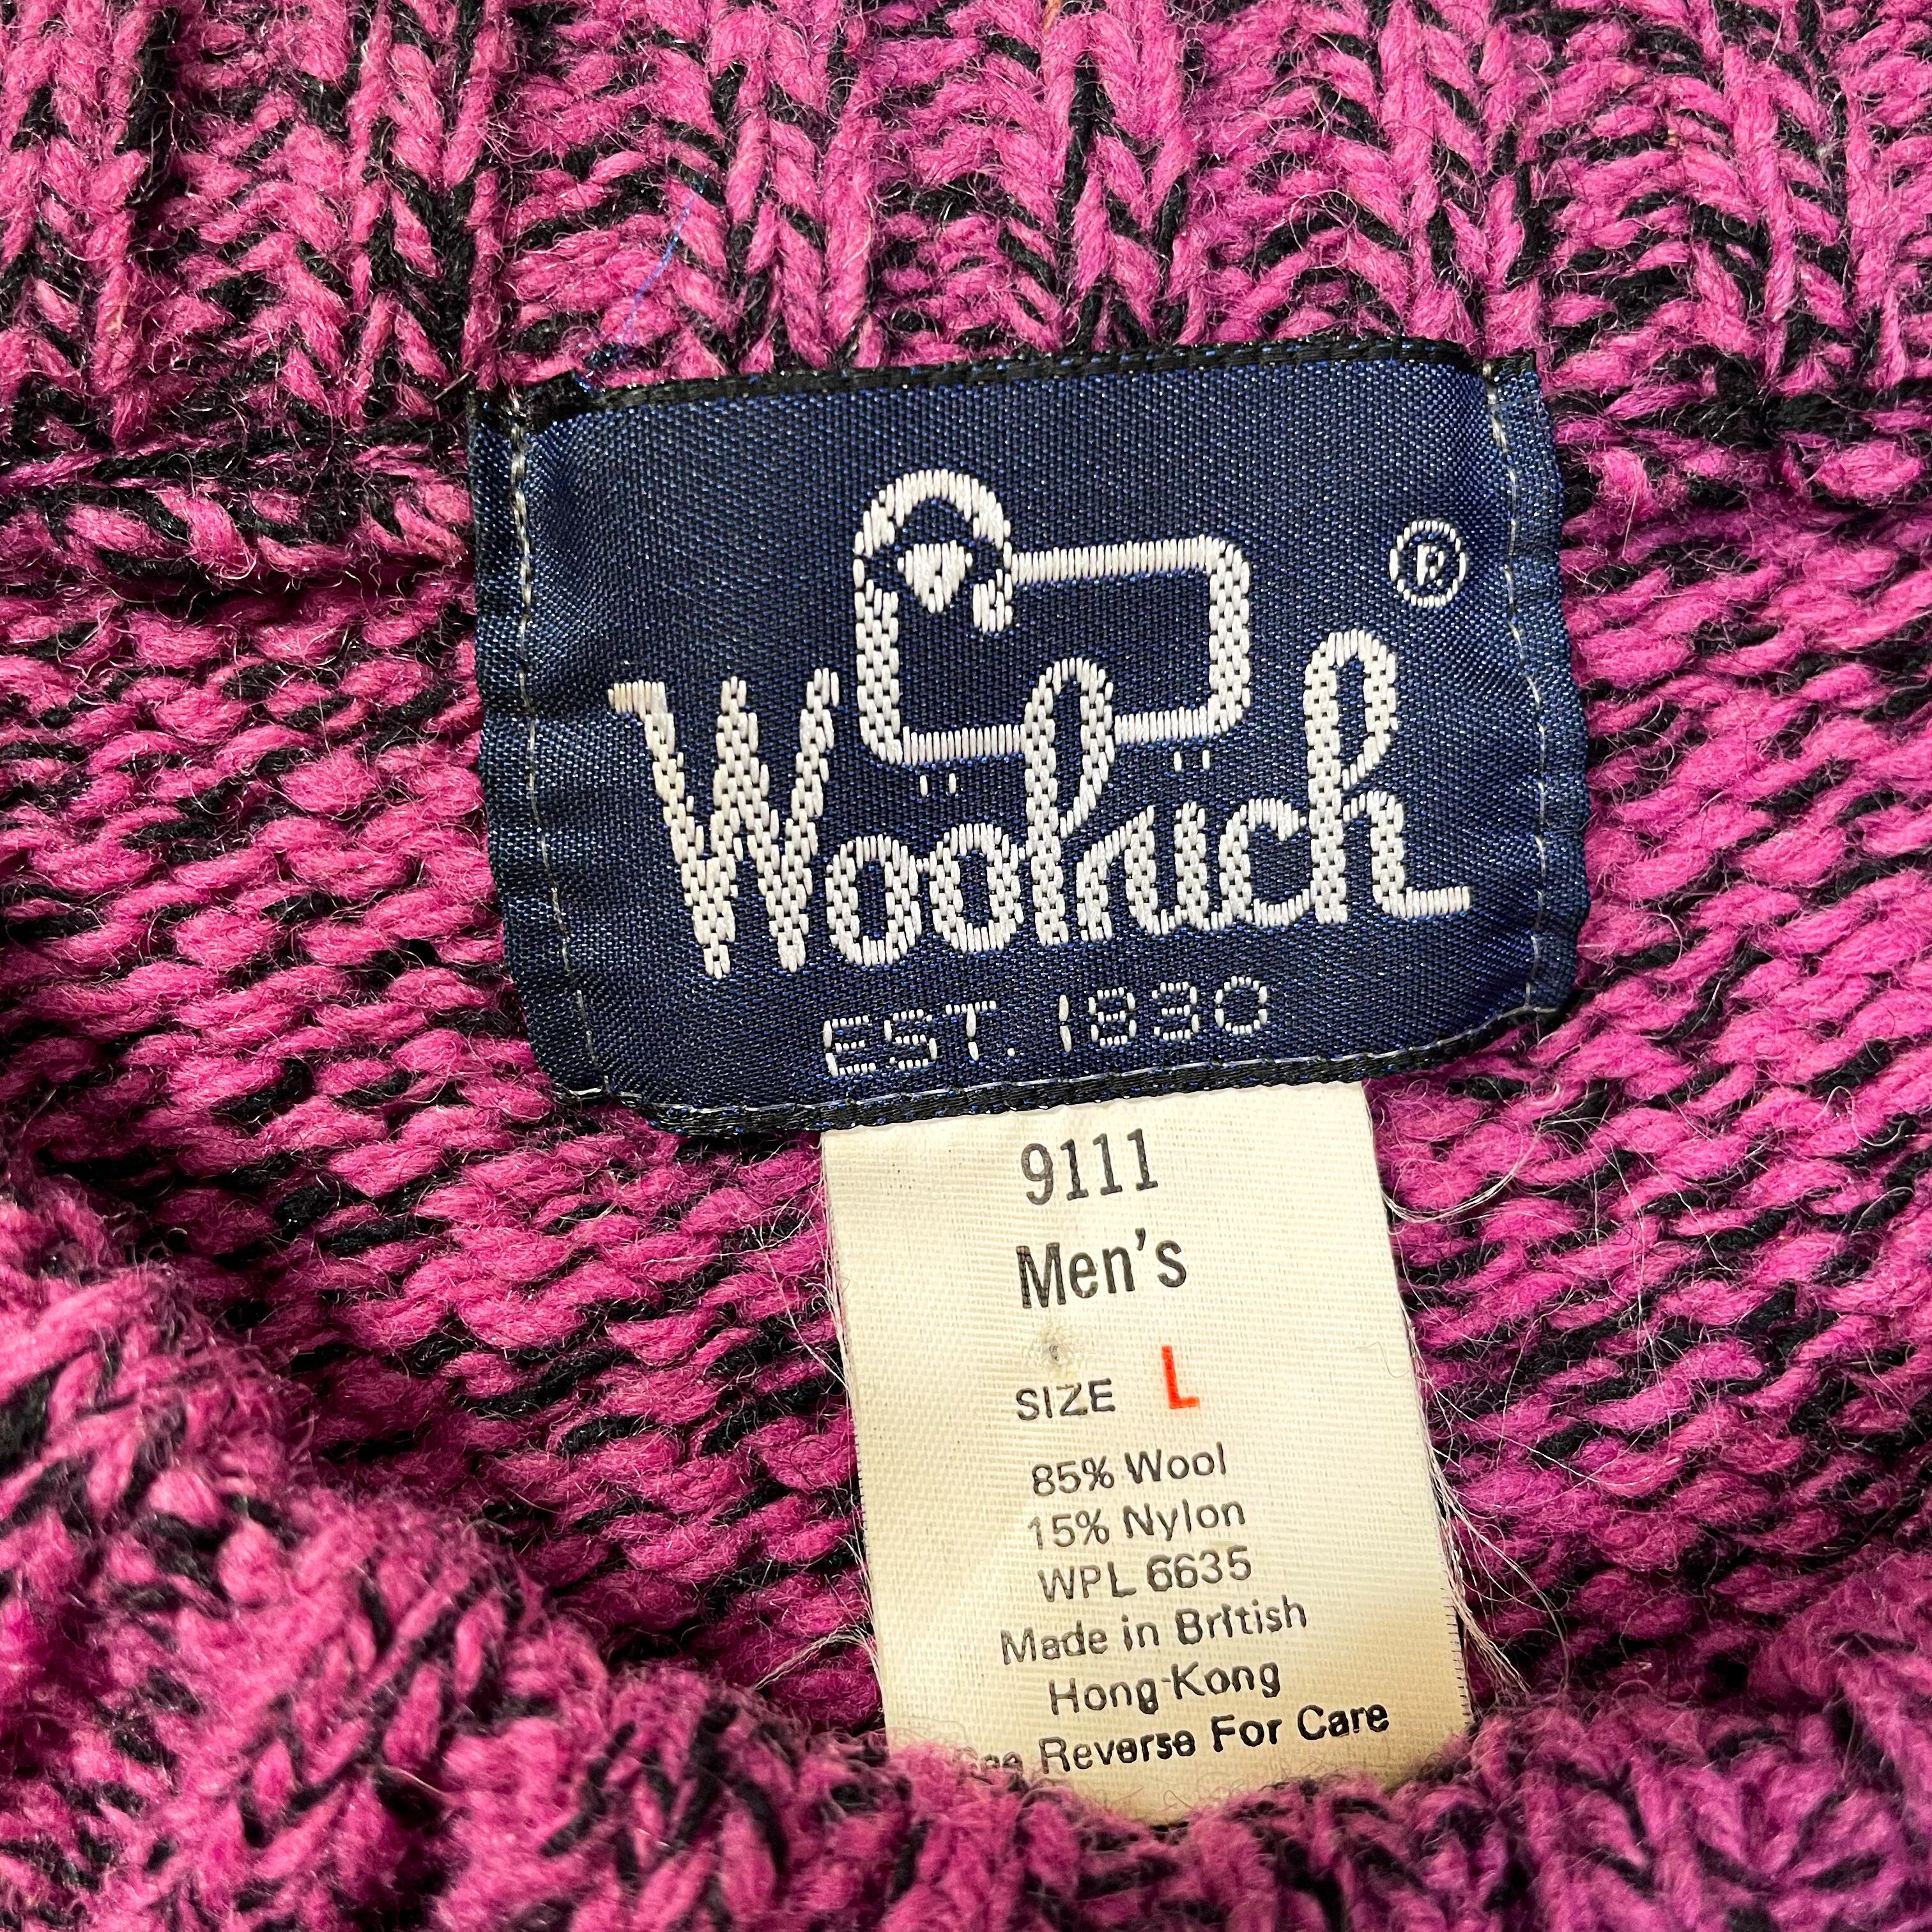 Woolrich ®
EST. 1830
9111
Men's
SIZE L
85% Wool
15% Nylon
WPL 6635
Made in British
Hong-Kong
See Reverse For Care